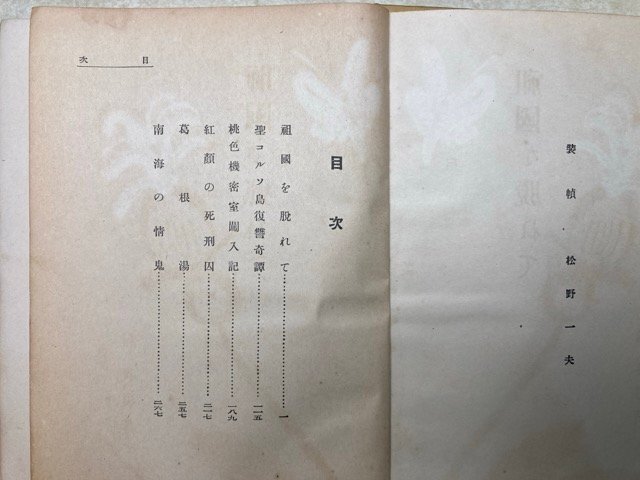 裝幀 松野一夫
目次
目次
祖國を脫れて…………一
聖コルソ島復讐奇譚…………一一五
桃色機密室闖入記…………一八九
紅顏の死刑囚…………二一七
葛根湯…………二五七
南海の情鬼…………二六七